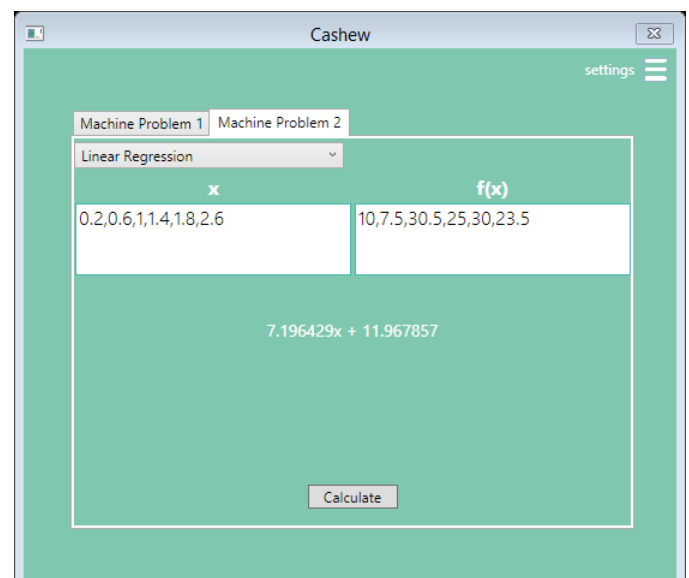 Cashew
settings
Machine Problem 1 Machine Problem 2
Linear Regression
x f(x)
0.2,0.6,1,1.4,1.8,2.6 10,7.5,30.5,25,30,23.5
7.196429x + 11.967857
Calculate